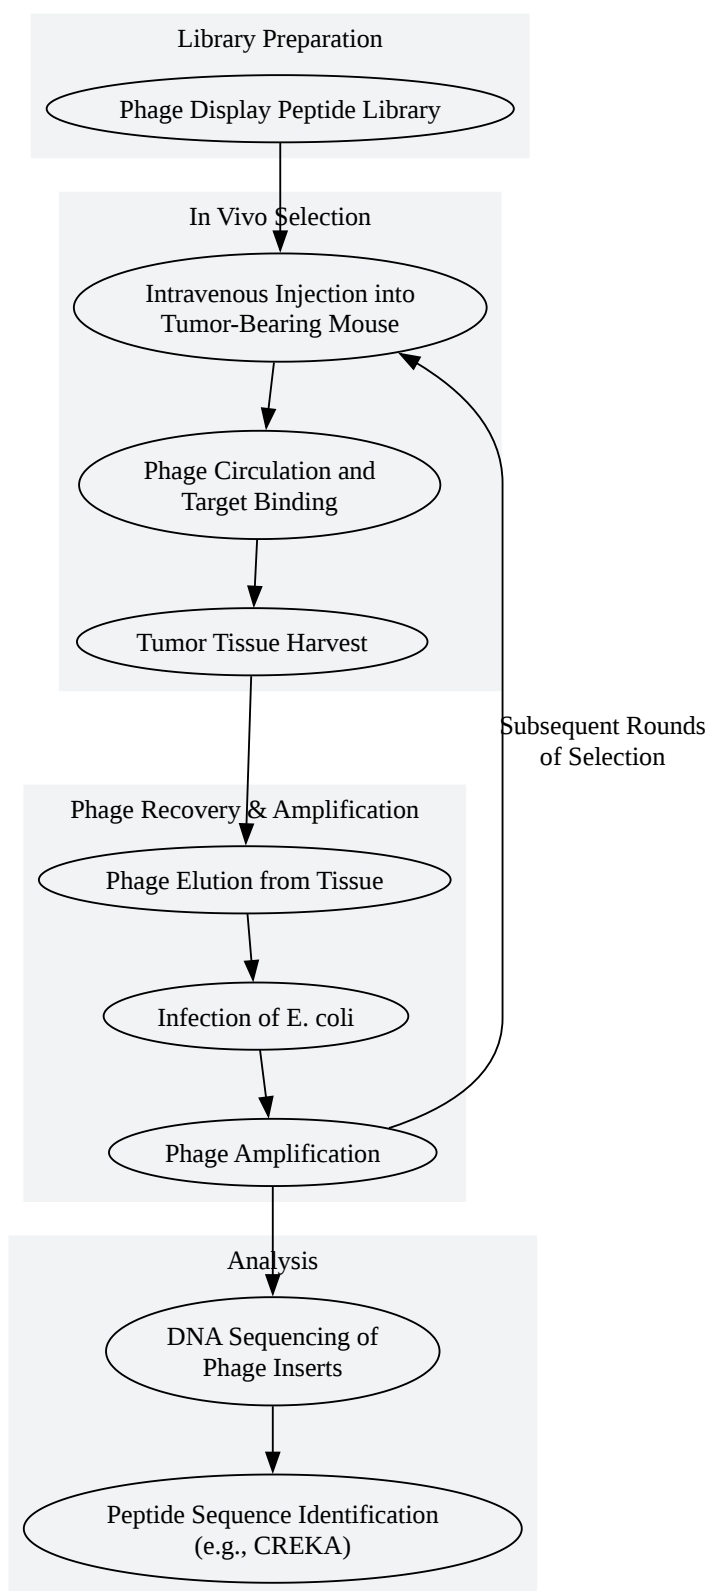 Library Preparation
Phage Display Peptide Library
In Vivo Selection
Intravenous Injection into
Tumor-Bearing Mouse
Phage Circulation and
Target Binding
Tumor Tissue Harvest
Subsequent Rounds
of Selection
Phage Recovery & Amplification
Phage Elution from Tissue
Infection of E. coli
Phage Amplification
Analysis
DNA Sequencing of
Phage Inserts
Peptide Sequence Identification
(e.g., CREKA)